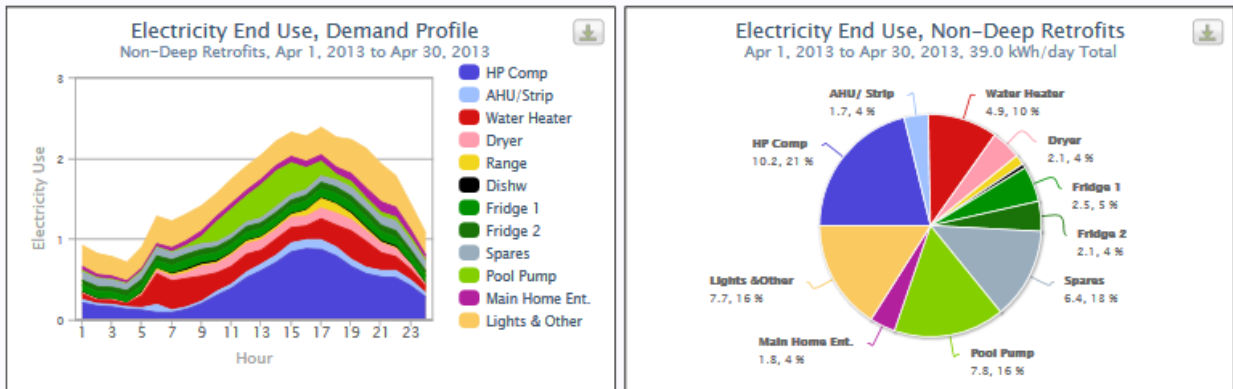 Electricity End Use, Demand Profile
Non-Deep Retrofits, Apr 1, 2013 to Apr 30, 2013
3
2
1
0
Electricity Use
1 3 5 7 9 11 13 15 17 19 21 23
Hour
HP Comp
AHU/Strip
Water Heater
Dryer
Range
Dishw
Fridge 1
Fridge 2
Spares
Pool Pump
Main Home Ent.
Lights & Other
Electricity End Use, Non-Deep Retrofits
Apr 1, 2013 to Apr 30, 2013, 39.0 kWh/day Total
AHU/ Strip
1.7, 4 %
Water Heater
4.9, 10 %
HP Comp
10.2, 21 %
Dryer
2.1, 4 %
Fridge 1
2.5, 5 %
Fridge 2
2.1, 4 %
Lights &Other
7.7, 16 %
Spares
6.4, 18 %
Main Home Ent.
1.8, 4 %
Pool Pump
7.8, 16 %